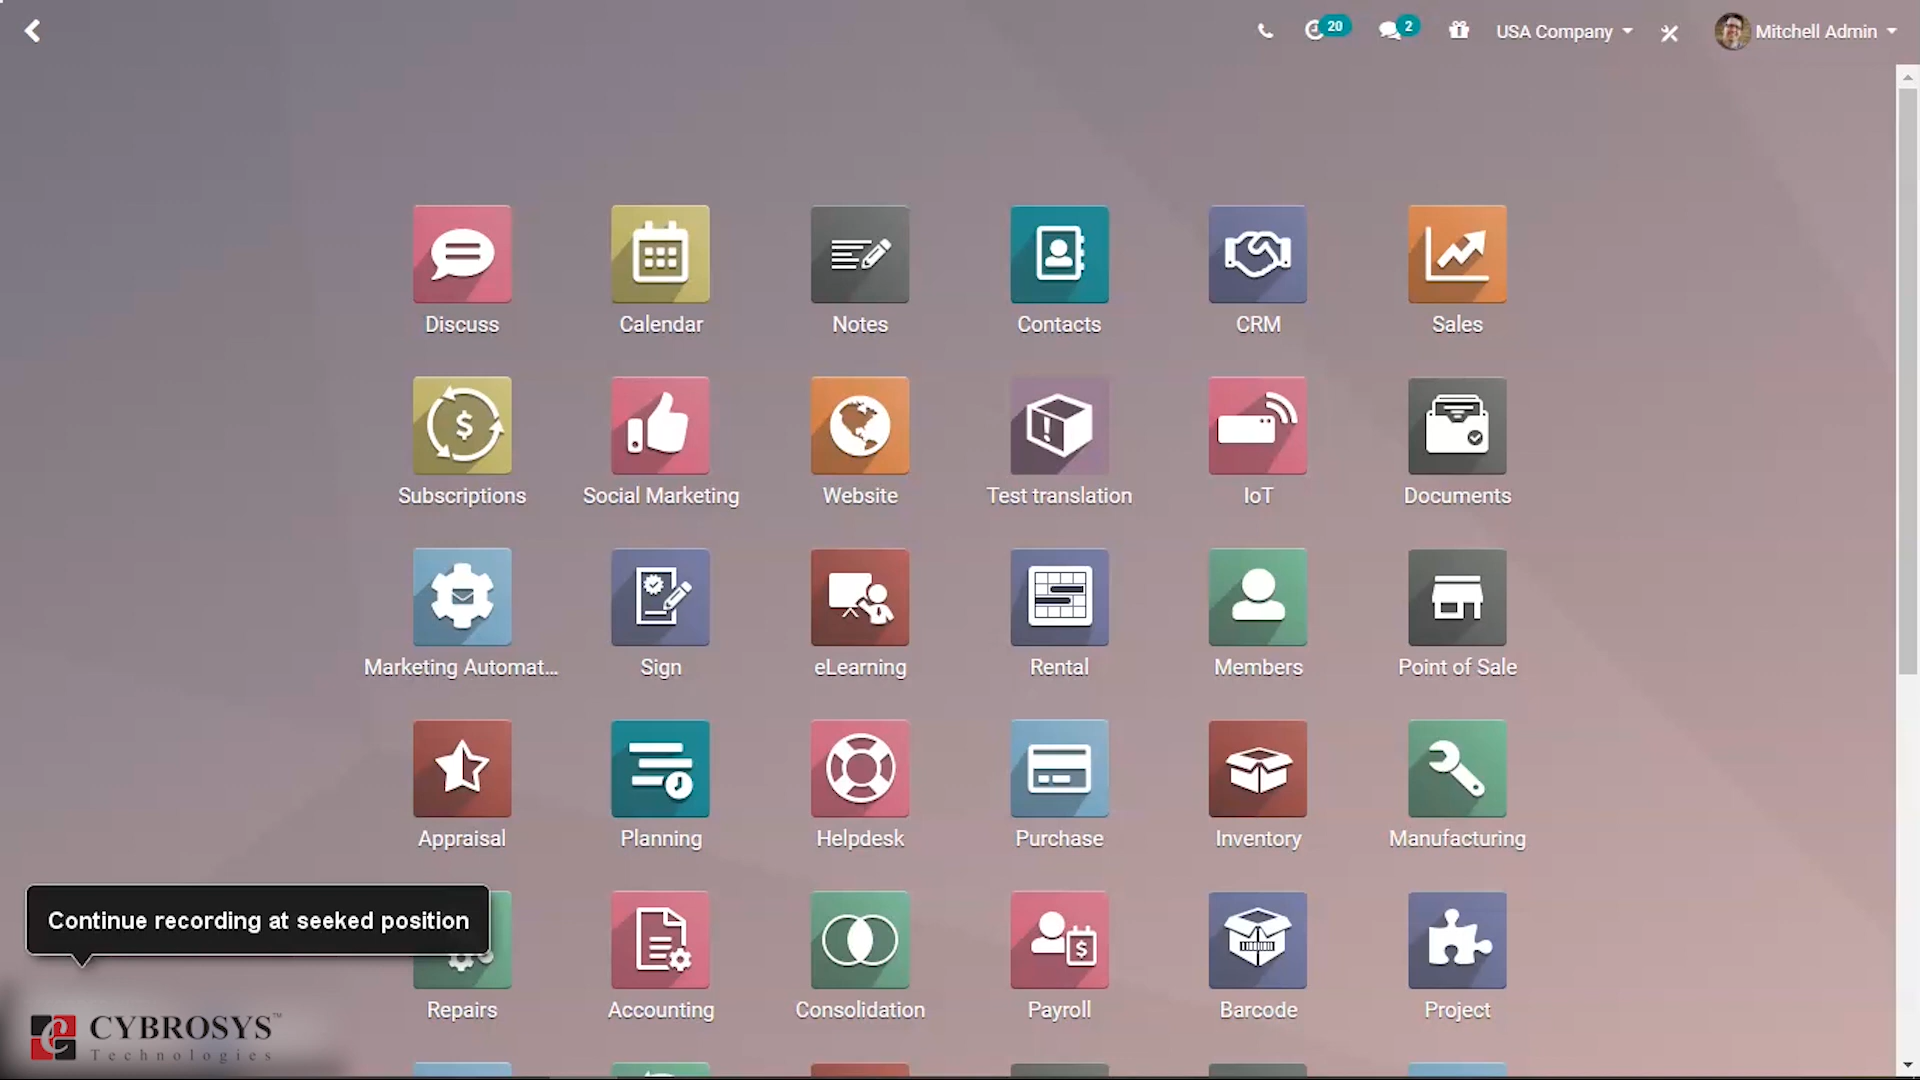 20
2
USA Company
Mitchell Admin
Discuss
Calendar
Notes
Contacts
CRM
Sales
Subscriptions
Social Marketing
Website
Test translation
IoT
Documents
Marketing Automat...
Sign
eLearning
Rental
Members
Point of Sale
Appraisal
Planning
Helpdesk
Purchase
Inventory
Manufacturing
Continue recording at seeked position
Repairs
Accounting
Consolidation
Payroll
Barcode
Project
CYBROSYS™
Technologies